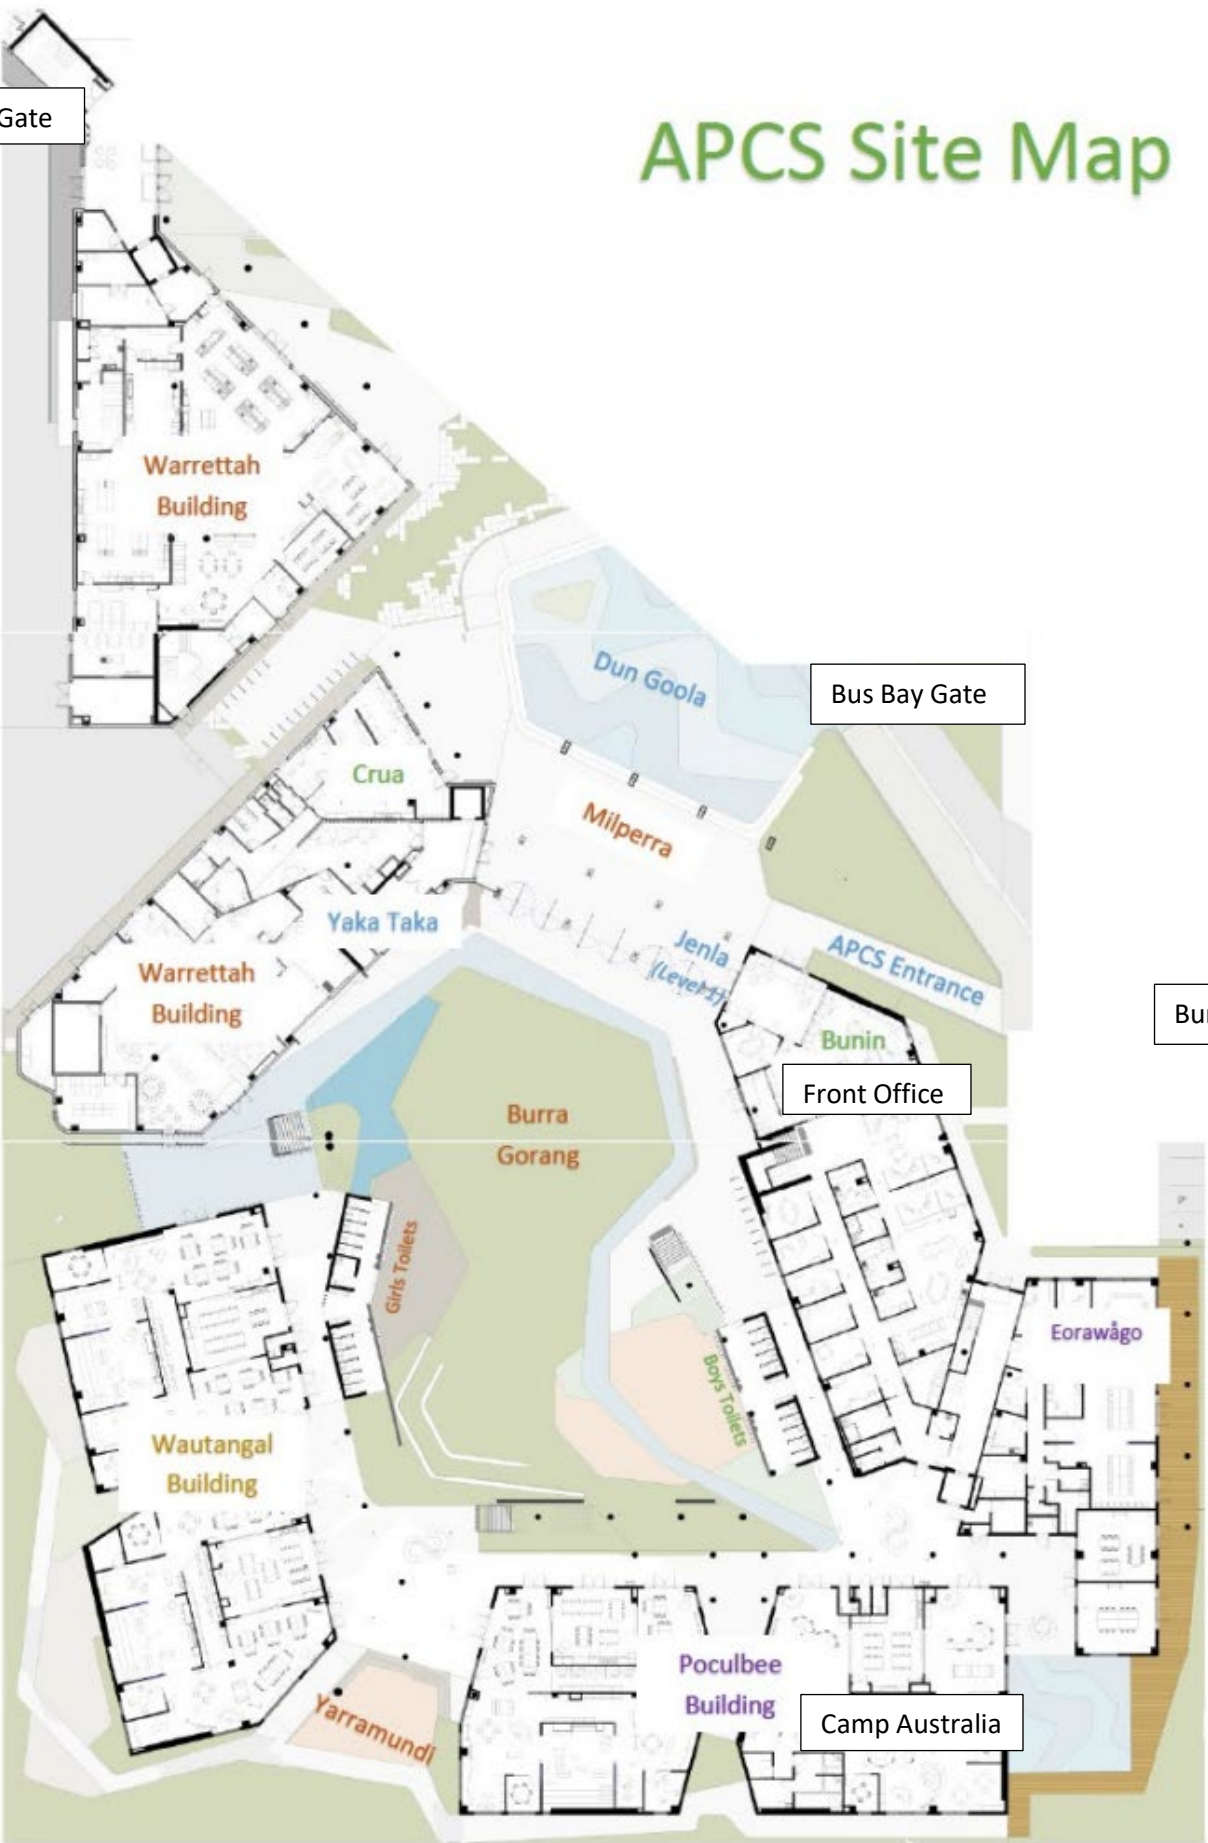 Gate
APCS Site Map
Warrettah
Building
Dun Goola
Bus Bay Gate
Crua
Milperra
Yaka Taka
Jenla
(Level 1)
APCS Entrance
Warrettah
Building
Bur
Bunin
Front Office
Burra
Gorang
Girls Toilets
Eorawågo
Boys Toilets
Wautangal
Building
Poculbee
Building
Yarramundi
Camp Australia